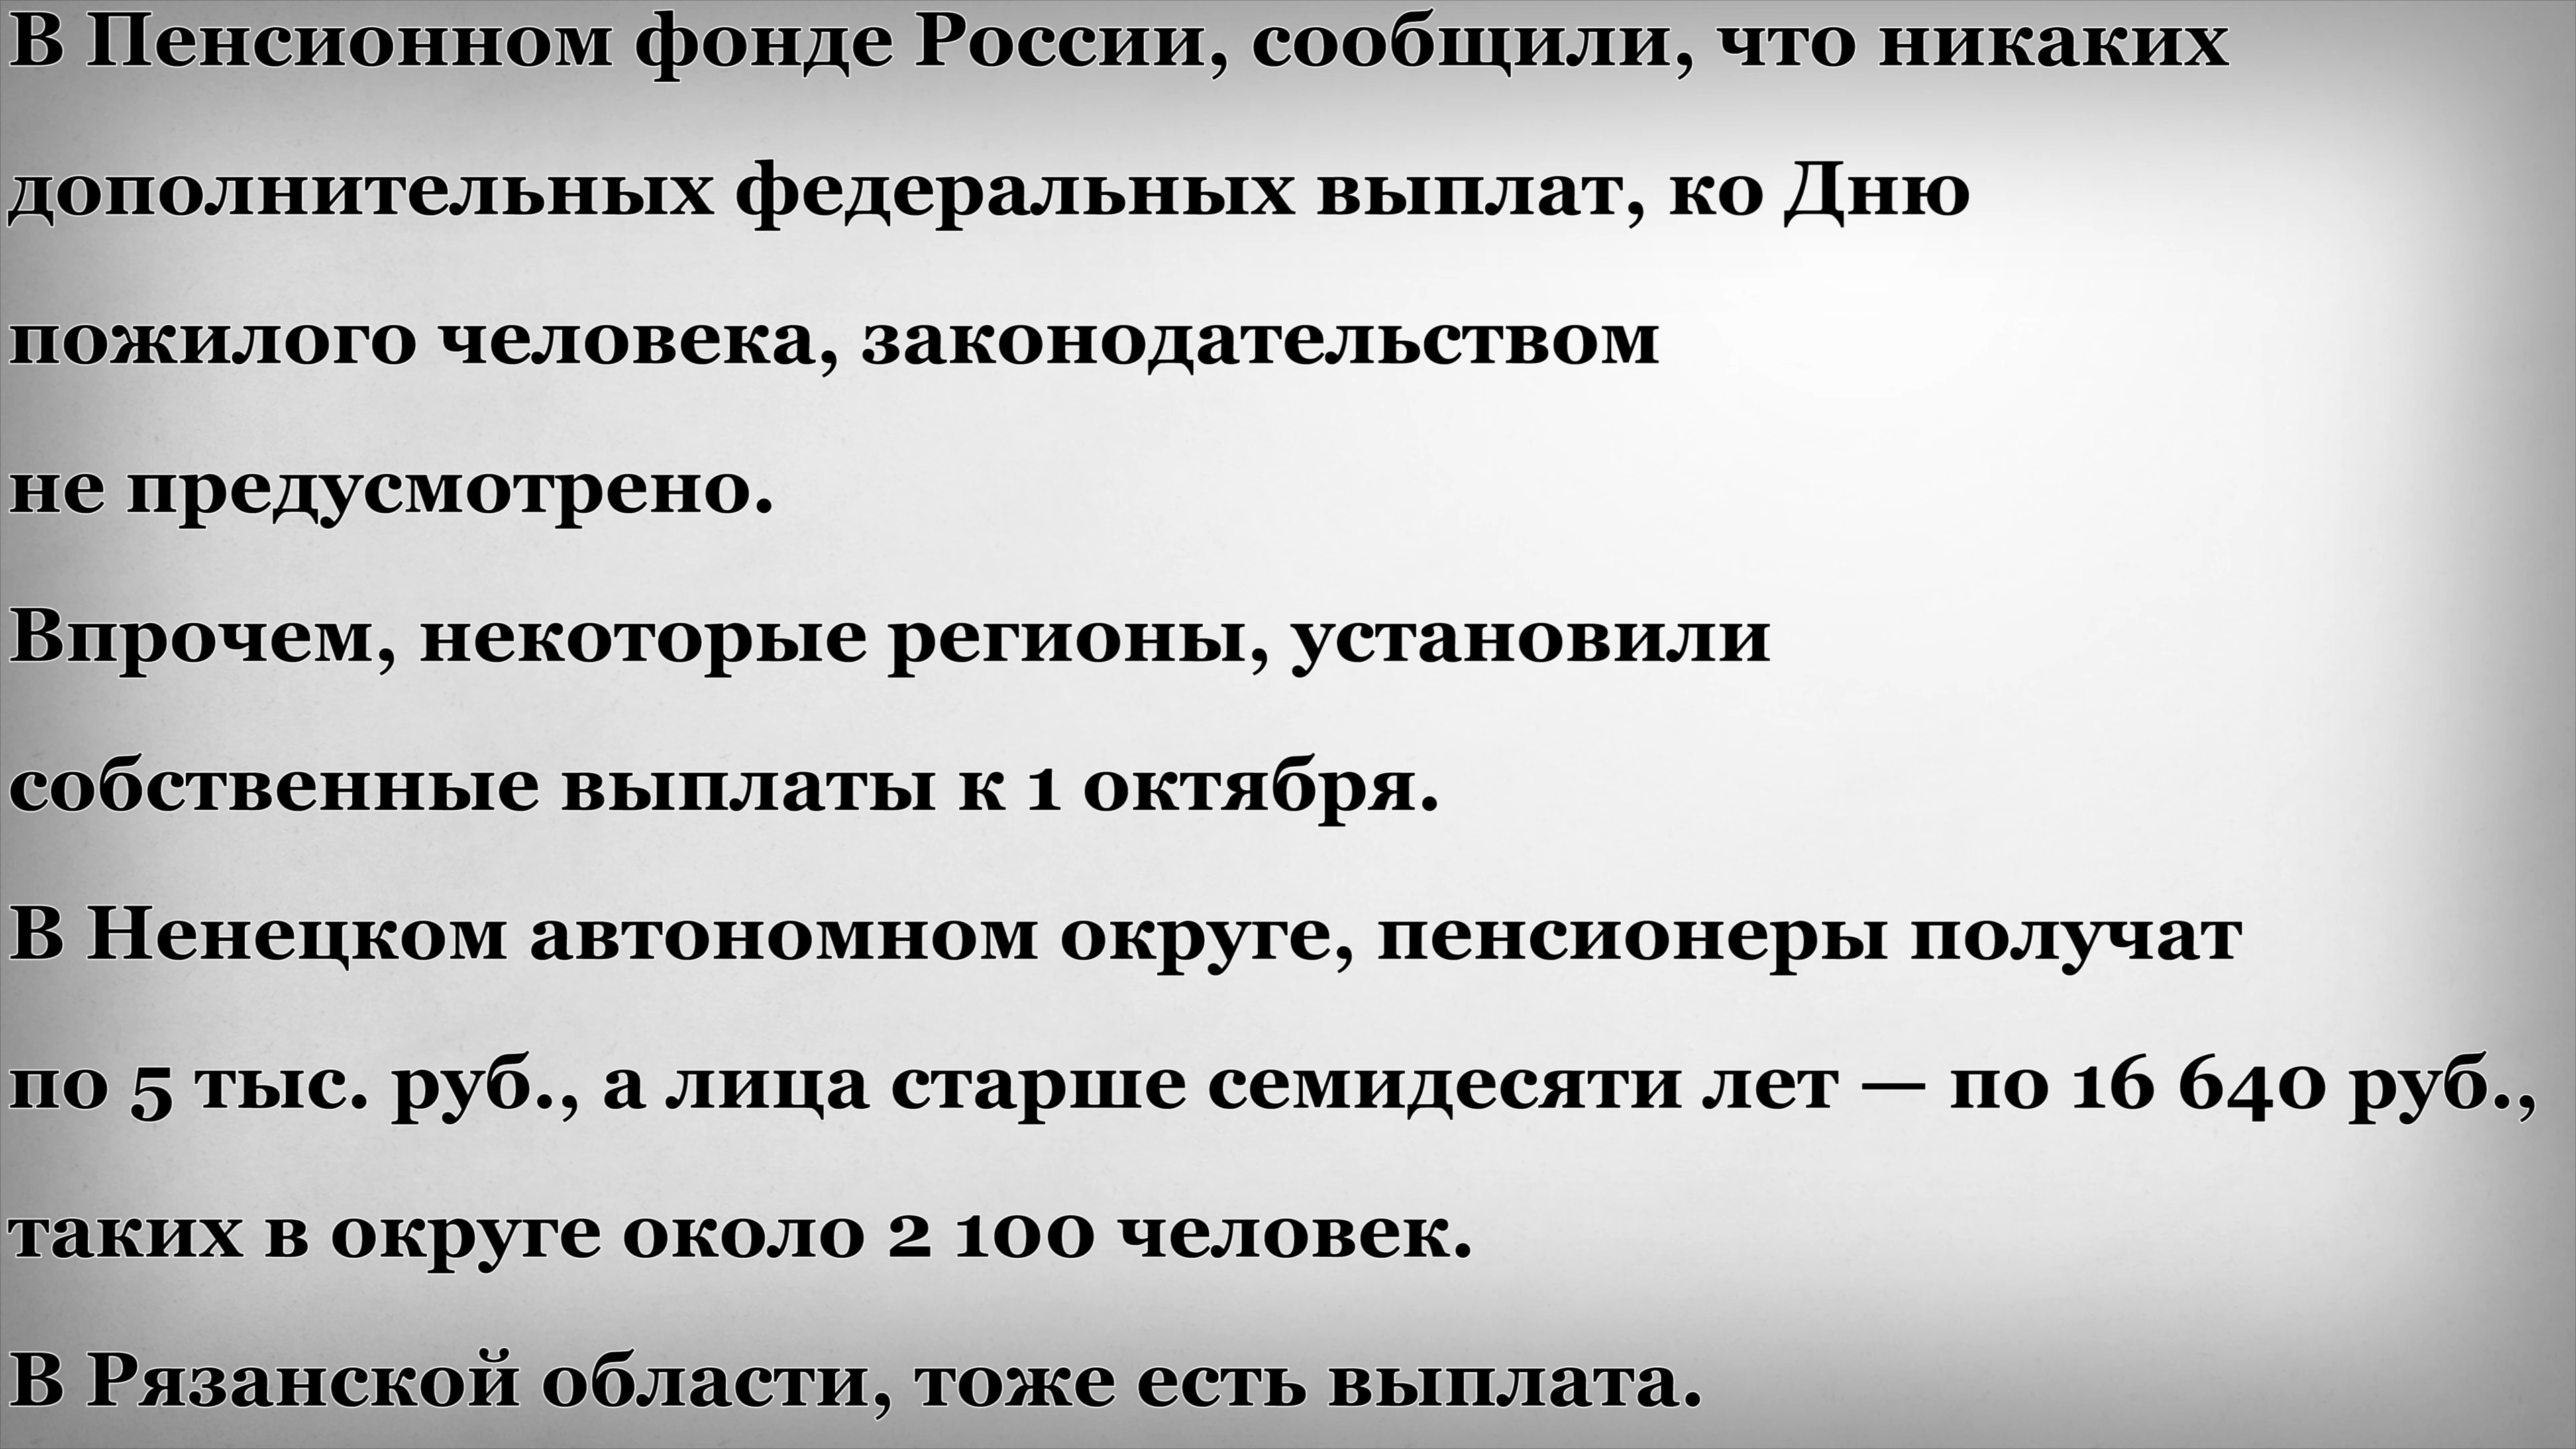 В Пенсионном фонде России, сообщили, что никаких
дополнительных федеральных выплат, ко Дню
пожилого человека, законодательством
не предусмотрено.
Впрочем, некоторые регионы, установили
собственные выплаты к 1 октября.
В Ненецком автономном округе, пенсионеры получат
по 5 тыс. руб., а лица старше семидесяти лет — по 16 640 руб.,
таких в округе около 2 100 человек.
В Рязанской области, тоже есть выплата.